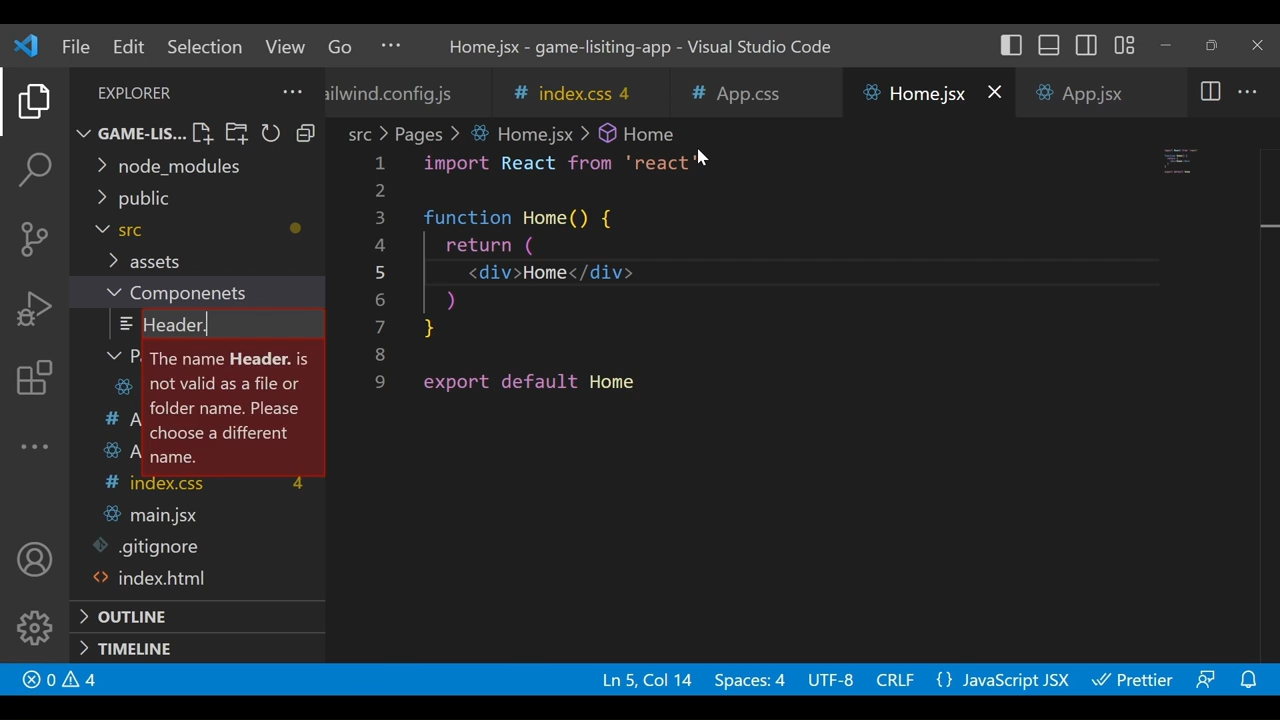 File Edit Selection View Go ··· Home.jsx - game-lisiting-app - Visual Studio Code
EXPLORER ···
ailwind.config.js # index.css 4 # App.css Home.jsx App.jsx ···
GAME-LIS...
src > Pages > Home.jsx > Home
node_modules
public
src
assets
Componenets
Header.
The name Header. is
not valid as a file or
folder name. Please
choose a different
name.
P
# A
A
# index.css 4
main.jsx
.gitignore
<> index.html
OUTLINE
TIMELINE
1 import React from 'react'
2
3 function Home() {
4 return (
5 <div>Home</div>
6 )
7 }
8
9 export default Home
0 4 Ln 5, Col 14 Spaces: 4 UTF-8 CRLF {} JavaScript JSX Prettier